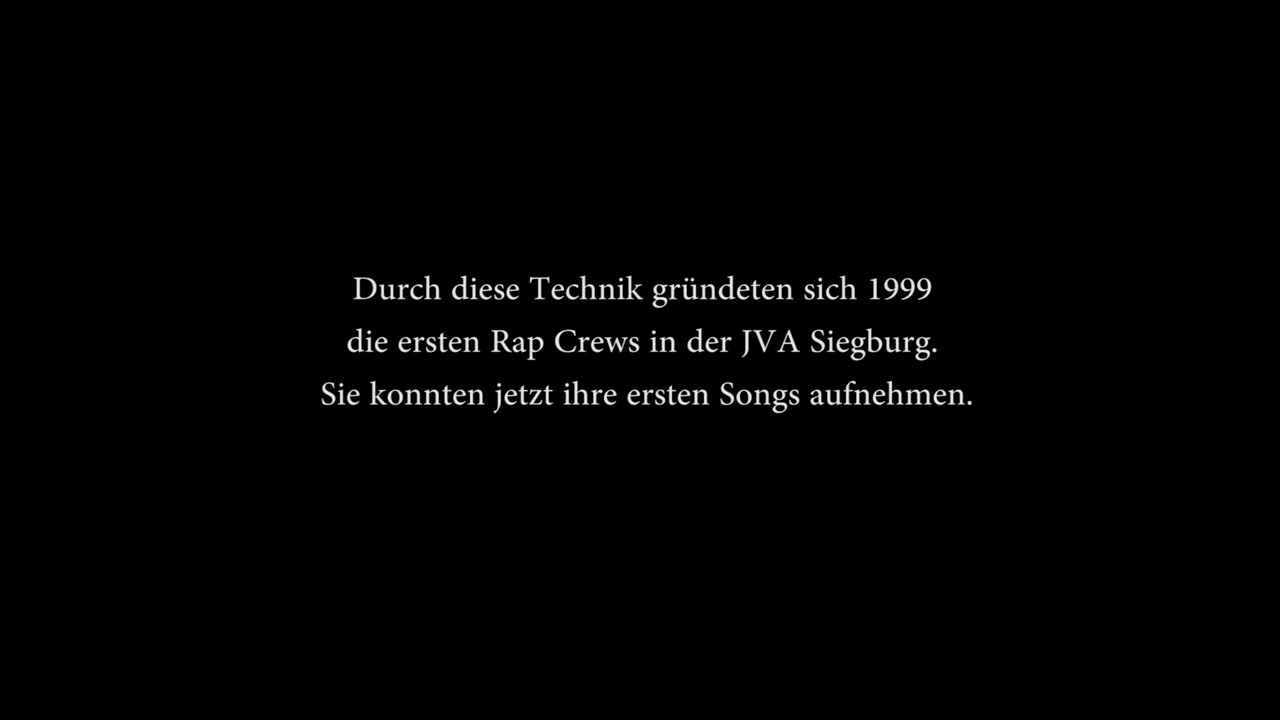 Durch diese Technik gründeten sich 1999
die ersten Rap Crews in der JVA Siegburg.
Sie konnten jetzt ihre ersten Songs aufnehmen.